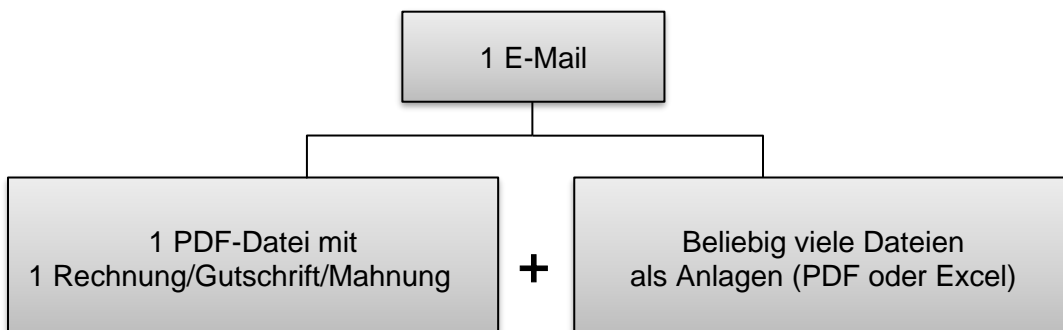 1 E-Mail
1 PDF-Datei mit
1 Rechnung/Gutschrift/Mahnung
+
Beliebig viele Dateien
als Anlagen (PDF oder Excel)